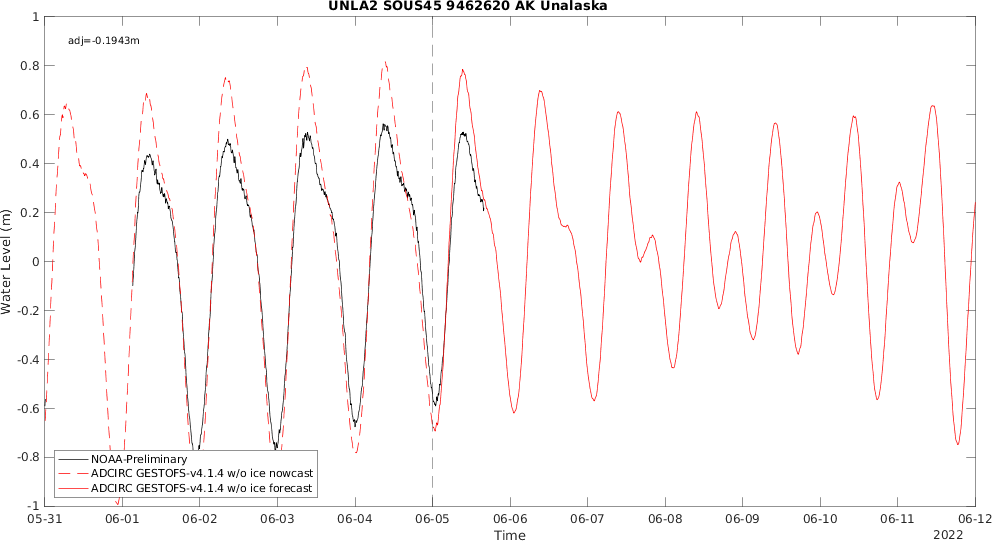 UNLA2 SOUS45 9462620 AK Unalaska
adj=-0.1943m
1
0.8
0.6
0.4
0.2
0
-0.2
-0.4
-0.6
-0.8
-1
Water Level (m)
NOAA-Preliminary
ADCIRC GESTOFS-v4.1.4 w/o ice nowcast
ADCIRC GESTOFS-v4.1.4 w/o ice forecast
05-31 06-01 06-02 06-03 06-04 06-05 06-06 06-07 06-08 06-09 06-10 06-11 06-12
Time
2022